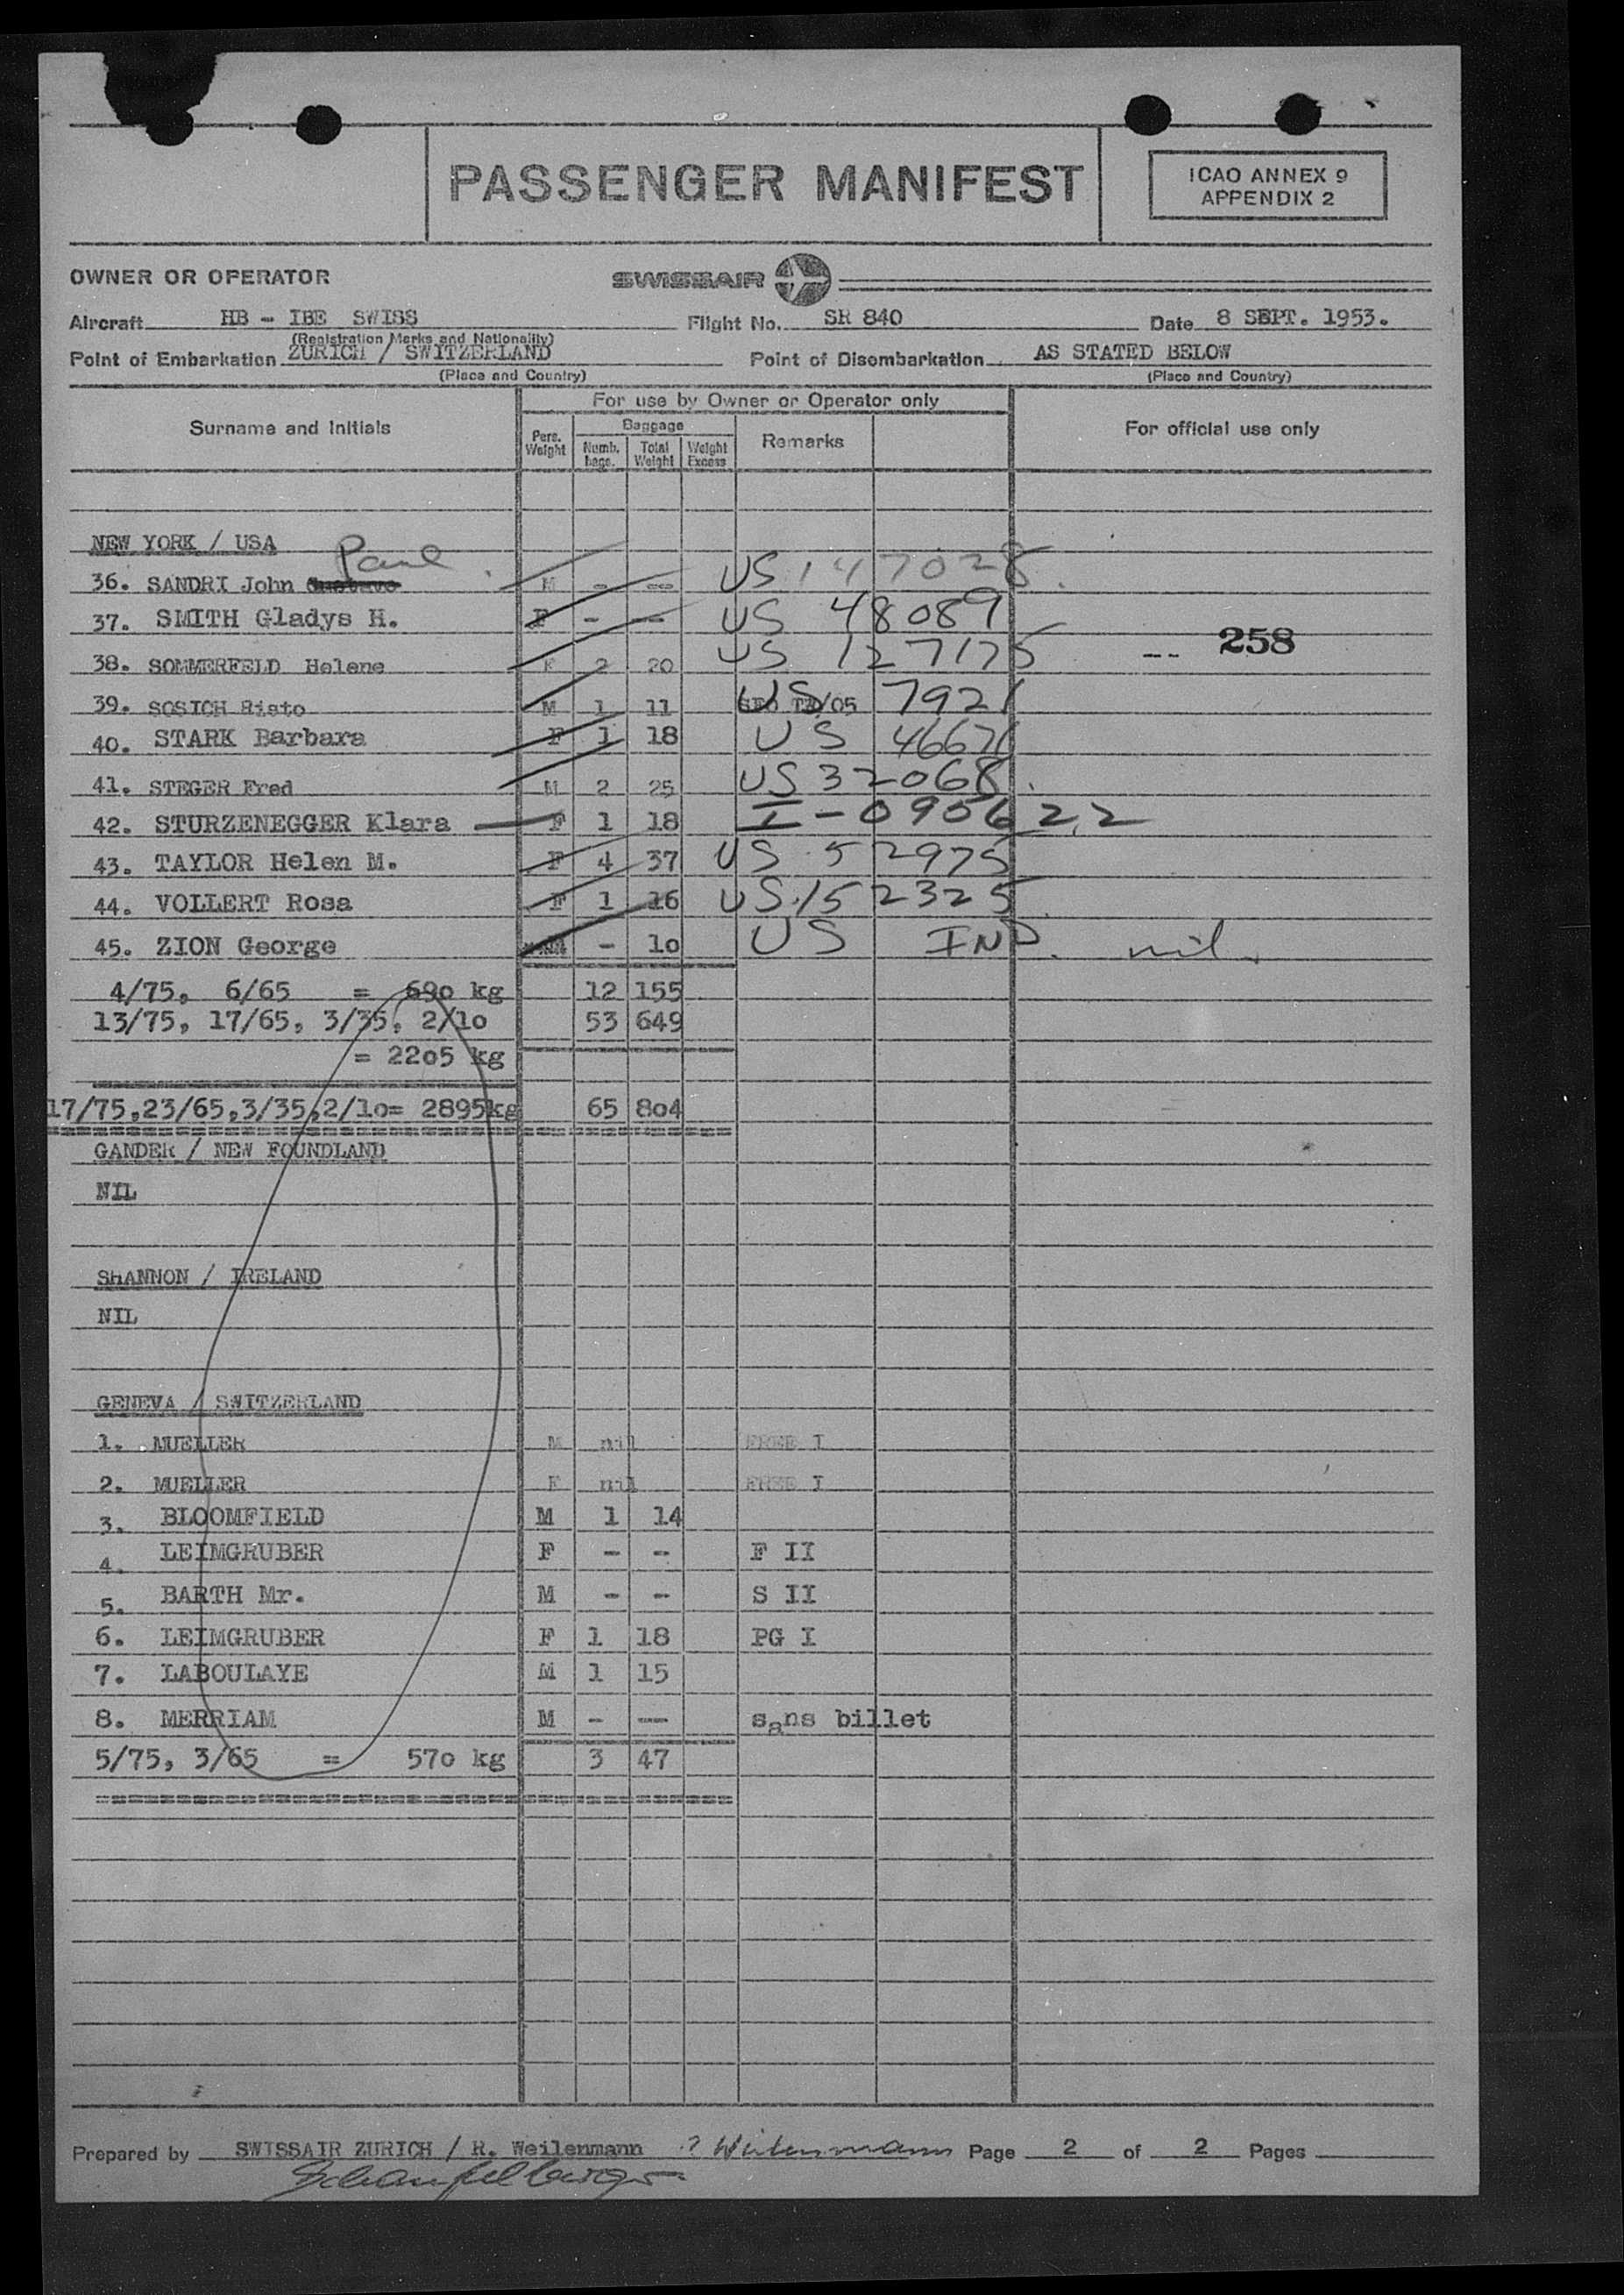 PASSENGER MANIFEST
ICAO ANNEX 9
APPENDIX 2
OWNER OR OPERATOR
SWISSAIR
Aircraft HB - IBE SWISS Flight No. SR 840 Date 8 SEPT. 1953.
(Registration Marks and Nationality)
Point of Embarkation ZURICH / SWITZERLAND Point of Disembarkation AS STATED BELOW
(Place and Country) (Place and Country)
For use by Owner or Operator only
Surname and Initials Pers. Weight Baggage Numb. bags. Total Weight Weight Excess Remarks For official use only
NEW YORK / USA
Paul
36. SANDRI John M - -- US 147028
37. SMITH Gladys H. F - -- US 48089
258
38. SOMMERFELD Helene F 2 20 US 127175 --
39. SOSICH Risto M 1 11 US 7921
40. STARK Barbara F 1 18 US 46671
41. STEGER Fred M 2 25 US 32068
42. STURZENEGGER Klara F 1 18 I-095622
43. TAYLOR Helen M. F 4 37 US 52975
44. VOLLERT Rosa F 1 16 US 152325
45. ZION George - 1o US IND. nil.
4/75, 6/65 = 69o kg 12 155
13/75, 17/65, 3/35, 2/1o 53 649
= 22o5 kg
17/75,23/65,3/35,2/1o= 2895kg 65 8o4
GANDER / NEW FOUNDLAND
NIL
SHANNON / IRELAND
NIL
GENEVA / SWITZERLAND
1. MUELLER M nil FREE I
2. MUELLER F nil FREE I
3. BLOOMFIELD M 1 14
4. LEIMGRUBER F - -- F II
5. BARTH Mr. M - -- S II
6. LEIMGRUBER F 1 18 PG I
7. LABOULAYE M 1 15
8. MERRIAM M - -- sans billet
5/75, 3/65 = 57o kg 3 47
Prepared by SWISSAIR ZURICH / R. Weilenmann Weilenmann Page 2 of 2 Pages